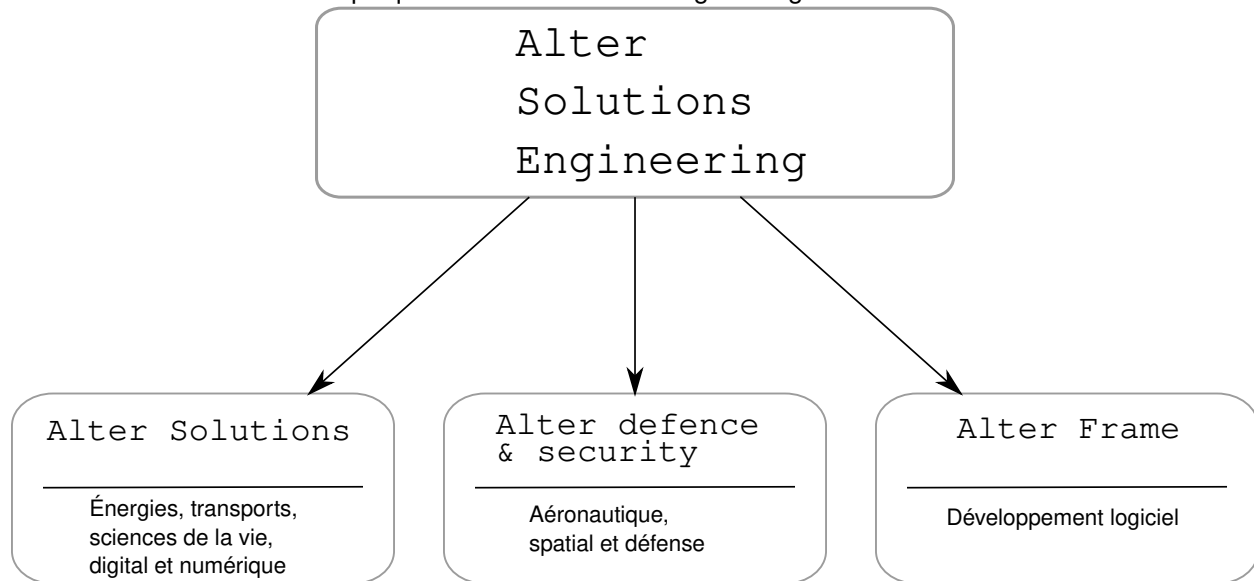 Alter
Solutions
Engineering
Alter Solutions
Énergies, transports,
sciences de la vie,
digital et numérique
Alter defence
& security
Aéronautique,
spatial et défense
Alter Frame
Développement logiciel